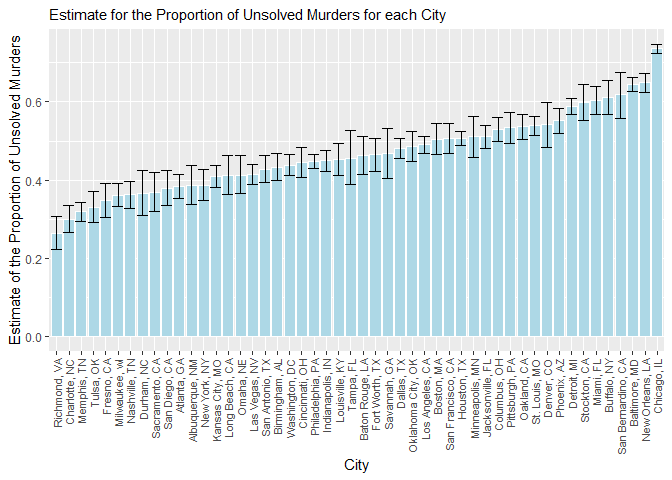 Estimate for the Proportion of Unsolved Murders for each City
Estimate of the Proportion of Unsolved Murders
0.6
0.4
0.2
0.0
Richmond, VA
Charlotte, NC
Memphis, TN
Tulsa, OK
Fresno, CA
Milwaukee, wI
Nashville, TN
Durham, NC
Sacramento, CA
San Diego, CA
Atlanta, GA
Albuquerque, NM
New York, NY
Kansas City, MO
Long Beach, CA
Omaha, NE
Las Vegas, NV
San Antonio, TX
Birmingham, AL
Washington, DC
Cincinnati, OH
Philadelphia, PA
Indianapolis, IN
Louisville, KY
Tampa, FL
Baton Rouge, LA
Fort Worth, TX
Savannah, GA
Dallas, TX
Oklahoma City, OK
Los Angeles, CA
Boston, MA
San Francisco, CA
Houston, TX
Minneapolis, MN
Jacksonville, FL
Columbus, OH
Pittsburgh, PA
Oakland, CA
St. Louis, MO
Denver, CO
Phoenix, AZ
Detroit, MI
Stockton, CA
Miami, FL
Buffalo, NY
San Bernardino, CA
Baltimore, MD
New Orleans, LA
Chicago, IL
City